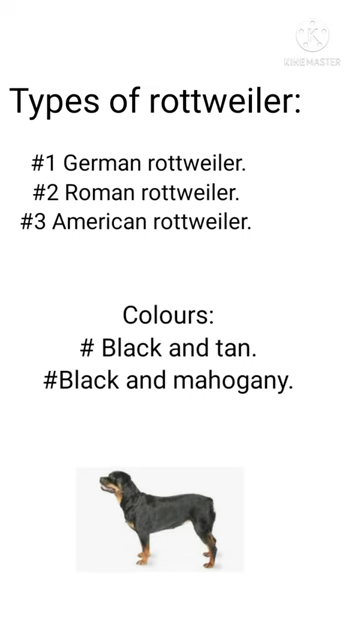 KINEMASTER
Types of rottweiler:
#1 German rottweiler.
#2 Roman rottweiler.
#3 American rottweiler.
Colours:
# Black and tan.
#Black and mahogany.